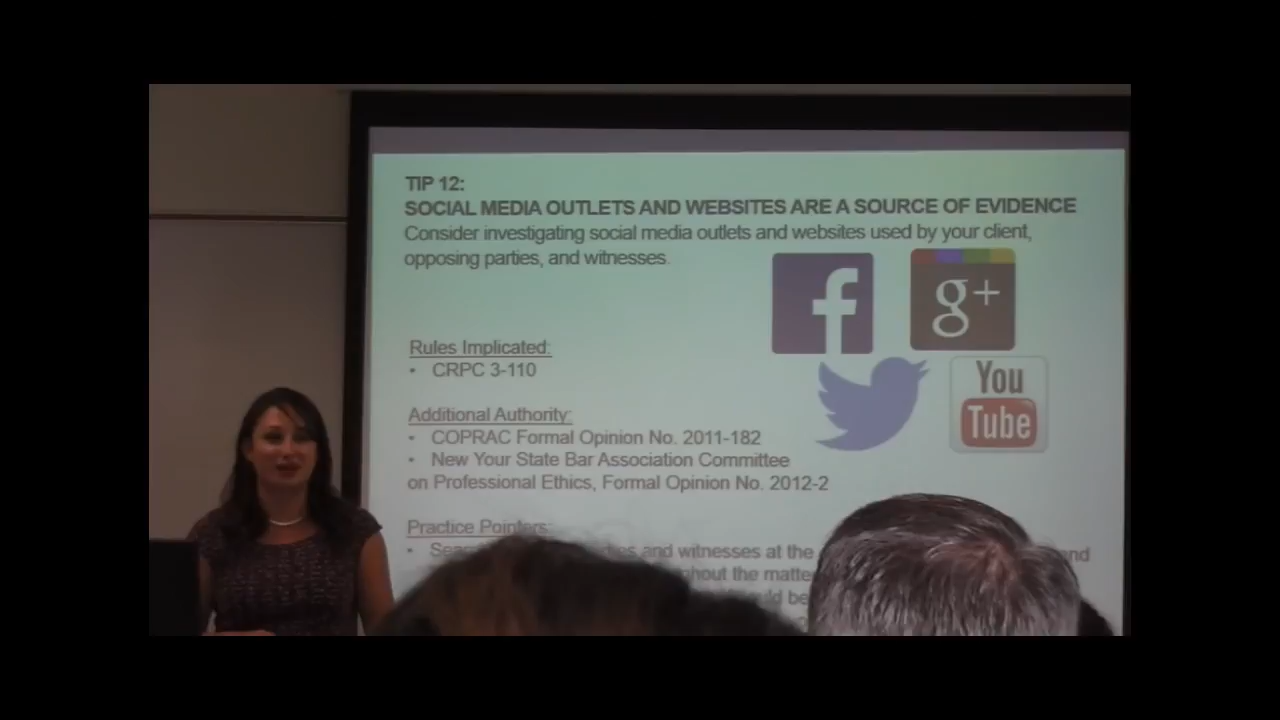 TIP 12:
SOCIAL MEDIA OUTLETS AND WEBSITES ARE A SOURCE OF EVIDENCE
Consider investigating social media outlets and websites used by your client,
opposing parties, and witnesses.
f
g+
You
Tube
Rules Implicated:
• CRPC 3-110
Additional Authority:
• COPRAC Formal Opinion No. 2011-182
• New Your State Bar Association Committee
on Professional Ethics, Formal Opinion No. 2012-2
Practice Pointers:
• and witnesses at the
the
be